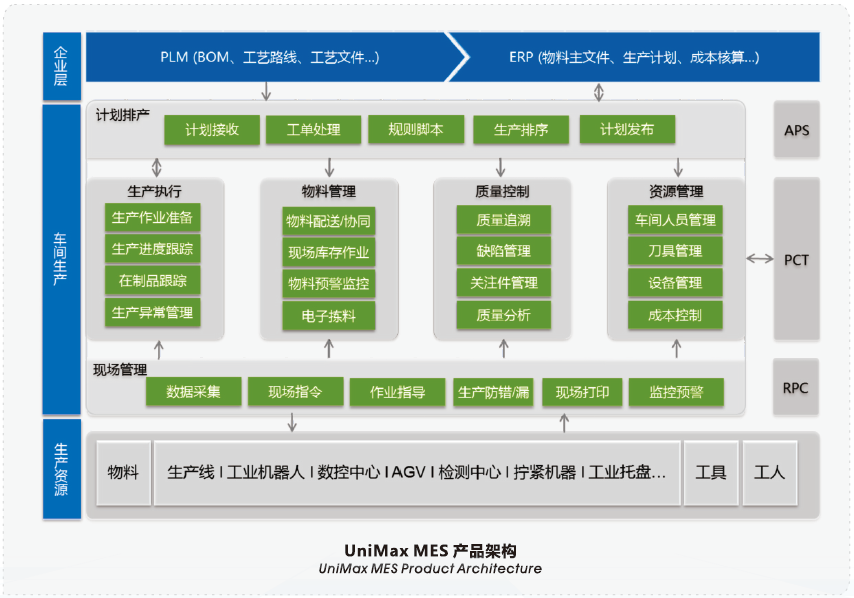 企业层
PLM (BOM、工艺路线、工艺文件...)
ERP (物料主文件、生产计划、成本核算...)
车间生产
计划排产
计划接收
工单处理
规则脚本
生产排序
计划发布
APS
生产执行
生产作业准备
生产进度跟踪
在制品跟踪
生产异常管理
物料管理
物料配送/协同
现场库存作业
物料预警监控
电子拣料
质量控制
质量追溯
缺陷管理
关注件管理
质量分析
资源管理
车间人员管理
刀具管理
设备管理
成本控制
PCT
现场管理
数据采集
现场指令
作业指导
生产防错/漏
现场打印
监控预警
RPC
生产资源
物料
生产线 | 工业机器人 | 数控中心 | AGV | 检测中心 | 拧紧机器 | 工业托盘...
工具
工人
UniMax MES 产品架构
UniMax MES Product Architecture